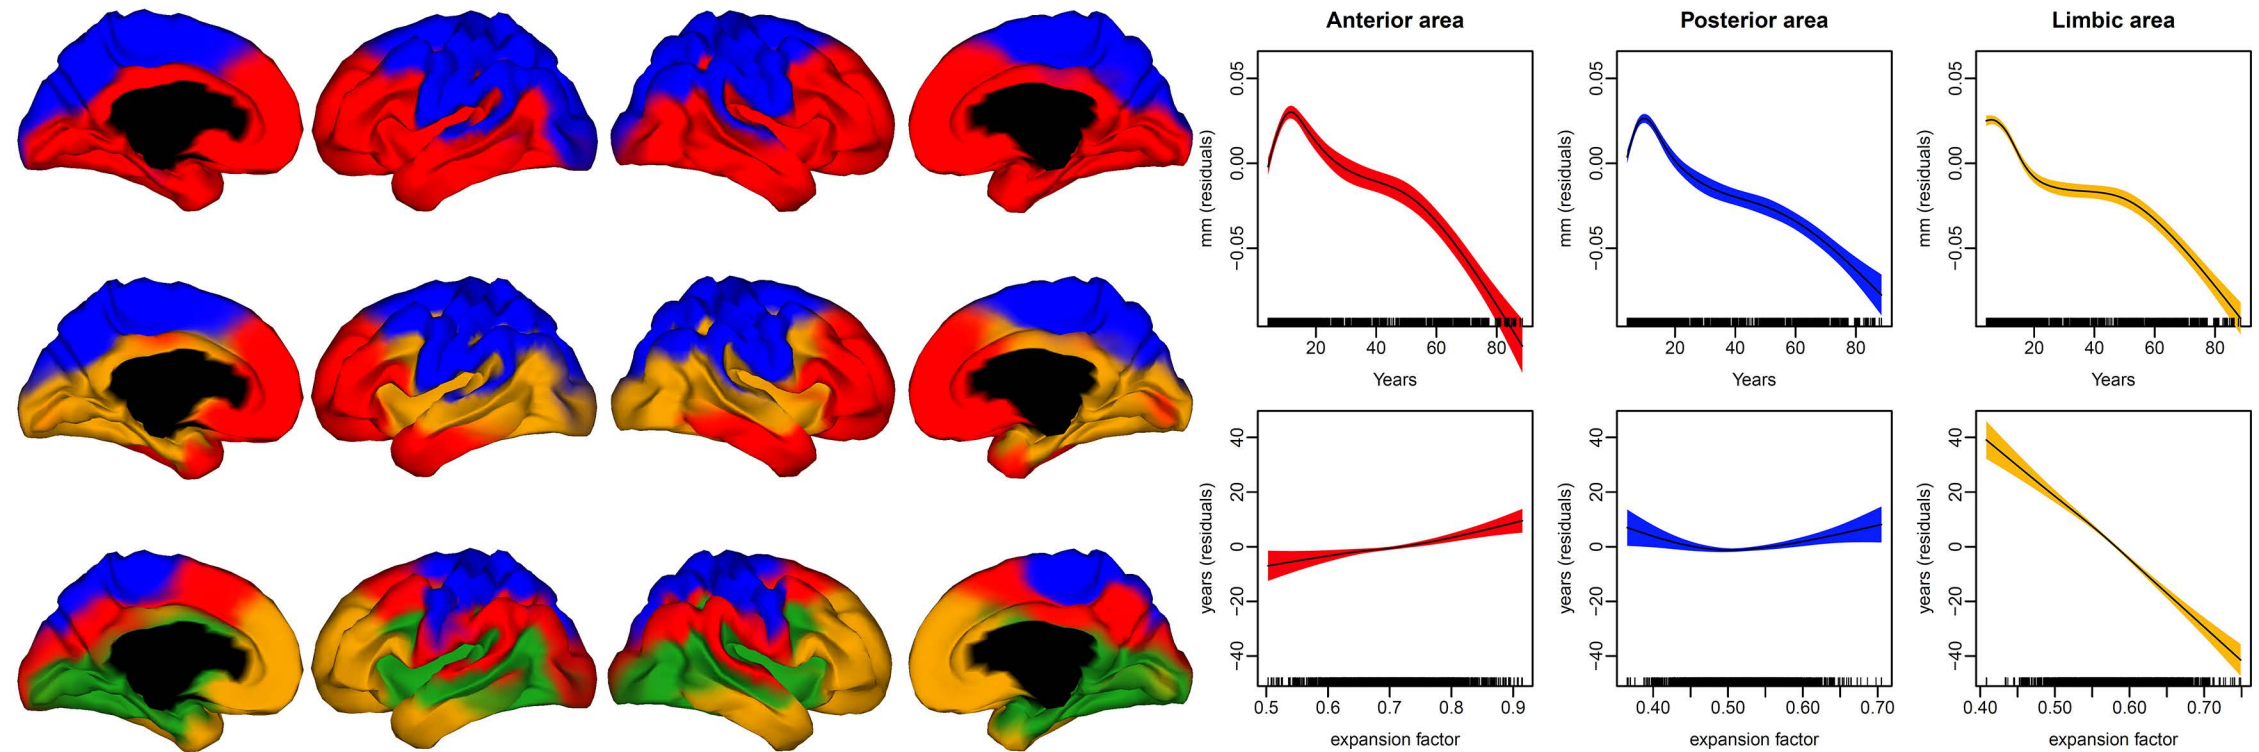 Anterior area
Posterior area
Limbic area
mm (residuals)
0.05
0.00
−0.05
20 40 60 80
Years
mm (residuals)
0.05
0.00
−0.05
20 40 60 80
Years
mm (residuals)
0.05
0.00
−0.05
20 40 60 80
Years
years (residuals)
40
20
0
−20
−40
0.5 0.6 0.7 0.8 0.9
expansion factor
years (residuals)
40
20
0
−20
−40
0.40 0.50 0.60 0.70
expansion factor
years (residuals)
40
20
0
−20
−40
0.40 0.50 0.60 0.70
expansion factor